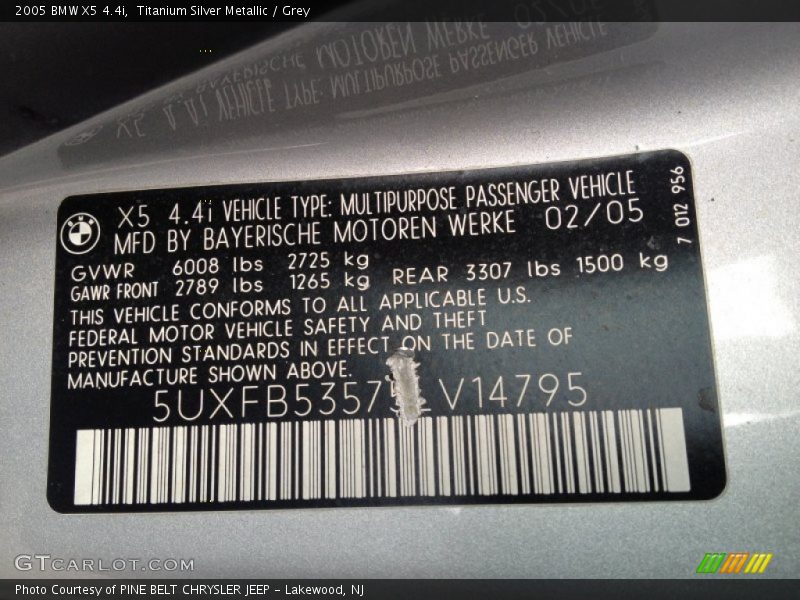 2005 BMW X5 4.4i, Titanium Silver Metallic / Grey
X5 4.4i VEHICLE TYPE: MULTIPURPOSE PASSENGER VEHICLE
MFD BY BAYERISCHE MOTOREN WERKE 02/05
7 012 956
GVWR 6008 lbs 2725 kg
GAWR FRONT 2789 lbs 1265 kg REAR 3307 lbs 1500 kg
THIS VEHICLE CONFORMS TO ALL APPLICABLE U.S.
FEDERAL MOTOR VEHICLE SAFETY AND THEFT
PREVENTION STANDARDS IN EFFECT ON THE DATE OF
MANUFACTURE SHOWN ABOVE.
V14795
GTCARLOT.COM
Photo Courtesy of PINE BELT CHRYSLER JEEP - Lakewood, NJ